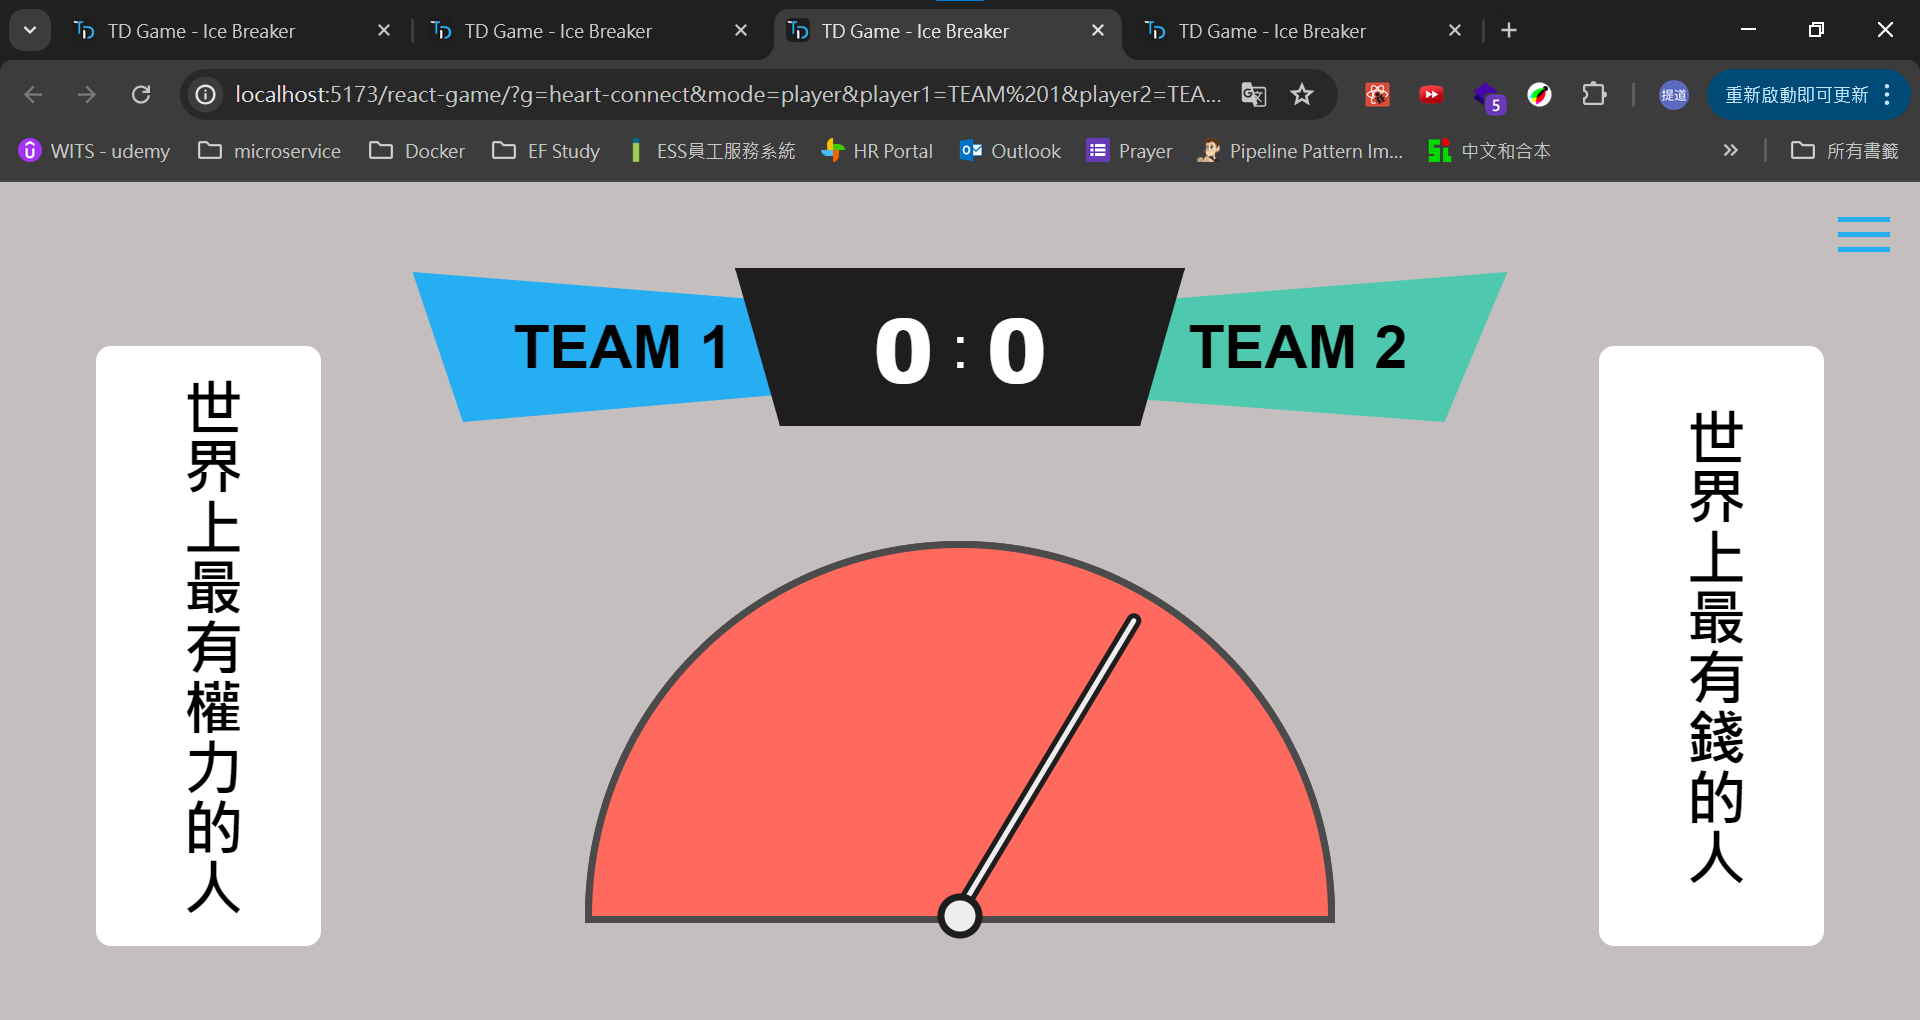 TD Game - Ice Breaker
TD Game - Ice Breaker
TD Game - Ice Breaker
TD Game - Ice Breaker
localhost:5173/react-game/?g=heart-connect&mode=player&player1=TEAM%201&player2=TEA...
5
提道
重新啟動即可更新
WITS - udemy
microservice
Docker
EF Study
ESS員工服務系統
HR Portal
Outlook
Prayer
Pipeline Pattern Im...
中文和合本
所有書籤
TEAM 1
0 : 0
TEAM 2
世界上最有權力的人
世界上最有錢的人